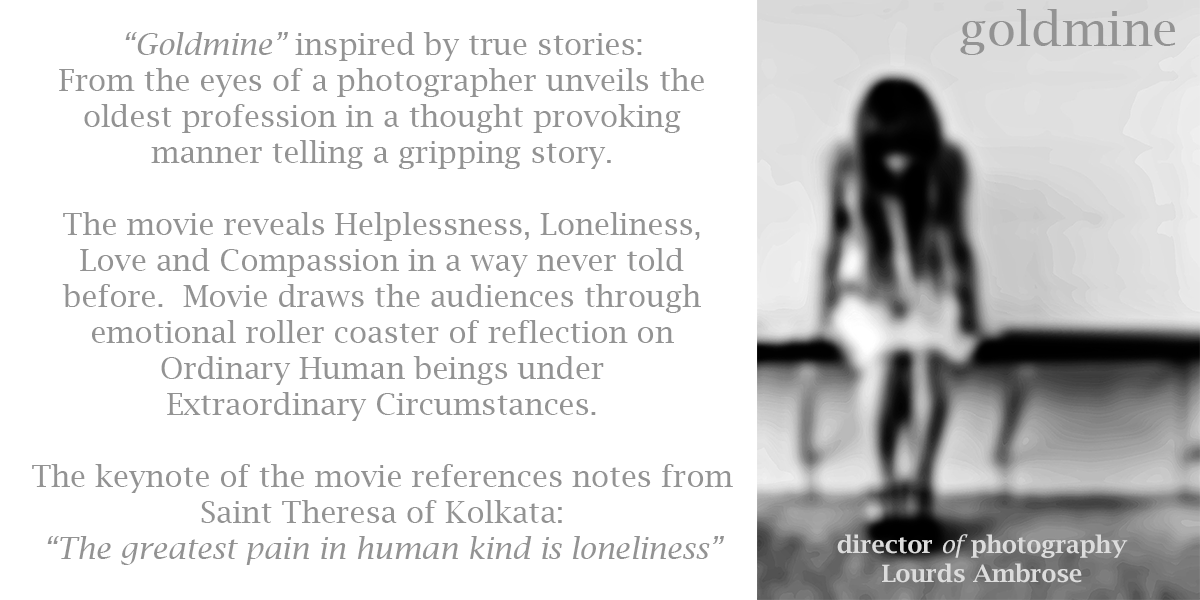 “Goldmine” inspired by true stories:
From the eyes of a photographer unveils the
oldest profession in a thought provoking
manner telling a gripping story.
The movie reveals Helplessness, Loneliness,
Love and Compassion in a way never told
before.  Movie draws the audiences through
emotional roller coaster of reflection on
Ordinary Human beings under
Extraordinary Circumstances.
The keynote of the movie references notes from
Saint Theresa of Kolkata:
“The greatest pain in human kind is loneliness”
goldmine
director of photography
Lourds Ambrose